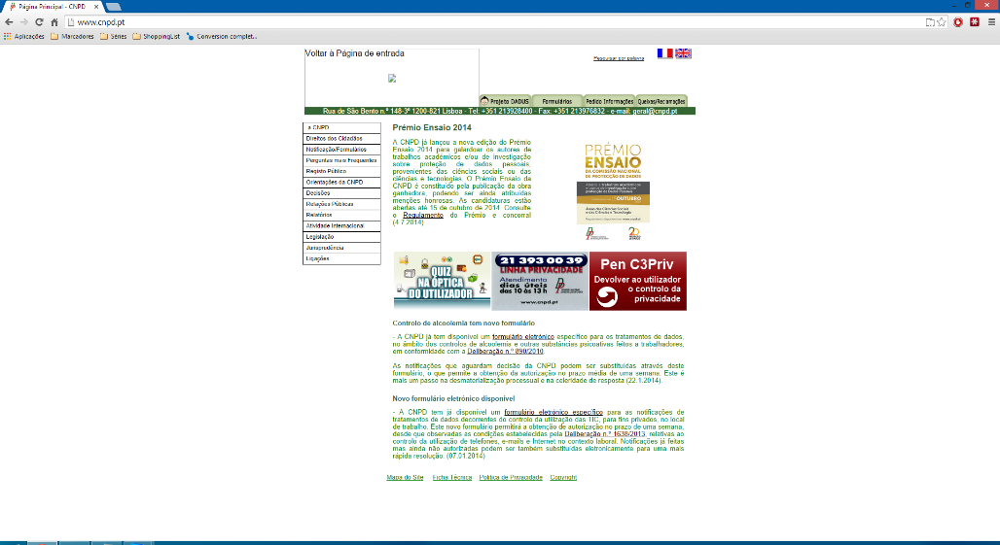 Página Principal - CNPD
www.cnpd.pt
Aplicações Marcadores Séries ShoppingList Conversion complet...
Voltar à Página de entrada
Pesquisar por palavra
Projeto DADUS Formulários Pedido Informações Queixas/Reclamações
Rua de São Bento n.º 148-3º 1200-821 Lisboa - Tel: +351 213928400 - Fax: +351 213976832 - e-mail: geral@cnpd.pt
a CNPD
Direitos dos Cidadãos
Notificação/Formulários
Perguntas mais Frequentes
Registo Público
Orientações da CNPD
Decisões
Relações Públicas
Relatórios
Atividade Internacional
Legislação
Jurisprudência
Ligações
Prémio Ensaio 2014
A CNPD já lançou a nova edição do Prémio
Ensaio 2014 para galardoar os autores de
trabalhos académicos e/ou de investigação
sobre proteção de dados pessoais,
provenientes das ciências sociais ou das
ciências e tecnologias. O Prémio Ensaio da
CNPD é constituído pela publicação da obra
ganhadora, podendo ser ainda atribuídas
menções honrosas. As candidaturas estão
abertas até 15 de outubro de 2014. Consulte
o Regulamento do Prémio e concorra!
(4.7.2014)
PRÉMIO
ENSAIO
DA COMISSÃO NACIONAL
DE PROTECÇÃO DE DADOS
OUTUBRO
QUIZ
NA ÓPTICA
DO UTILIZADOR
21 393 00 39
LINHA PRIVACIDADE
Atendimento
dias úteis
das 10 às 13 h
www.cnpd.pt
Pen C3Priv
Devolver ao utilizador
o controlo da
privacidade
Controlo de alcoolemia tem novo formulário
- A CNPD já tem disponível um formulário eletrónico específico para os tratamentos de dados,
no âmbito dos controlos de alcoolemia e outras substâncias psicoativas feitos a trabalhadores,
em conformidade com a Deliberação n.º 890/2010.
As notificações que aguardam decisão da CNPD podem ser substituídas através deste
formulário, o que permite a obtenção da autorização no prazo média de uma semana. Este é
mais um passo na desmaterialização processual e na celeridade de resposta (22.1.2014).
Novo formulário eletrónico disponível
- A CNPD tem já disponível um formulário eletrónico específico para as notificações de
tratamentos de dados decorrentes do controlo da utilização das TIC, para fins privados, no local
de trabalho. Este novo formulário permitirá a obtenção de autorização no prazo de uma semana,
desde que observadas as condições estabelecidas pela Deliberação n.º 1638/2013, relativas ao
controlo da utilização de telefones, e-mails e Internet no contexto laboral. Notificações já feitas
mas ainda não autorizadas podem ser também substituídas eletronicamente para uma mais
rápida resolução. (07.01.2014)
Mapa do Site Ficha Técnica Política de Privacidade Copyright